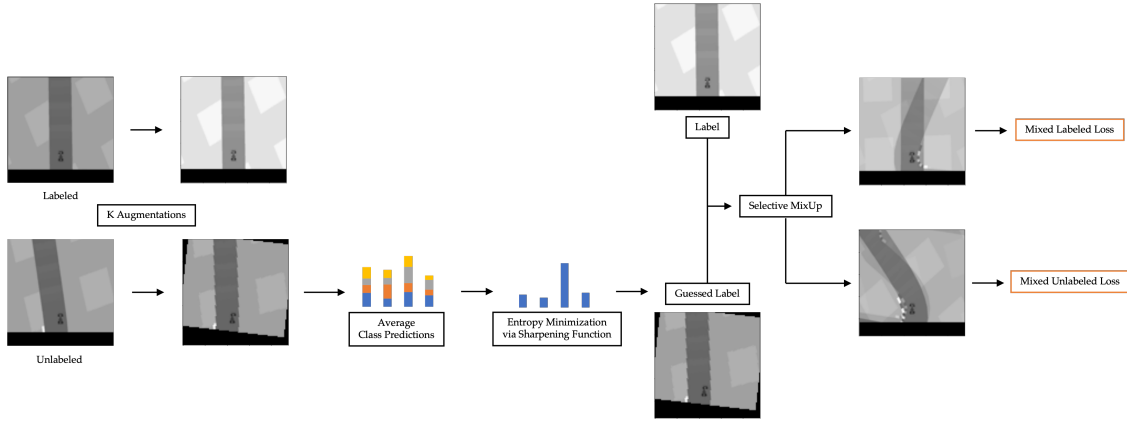 Labeled
K Augmentations
Unlabeled
Average
Class Predictions
Entropy Minimization
via Sharpening Function
Label
Guessed Label
Selective MixUp
Mixed Labeled Loss
Mixed Unlabeled Loss